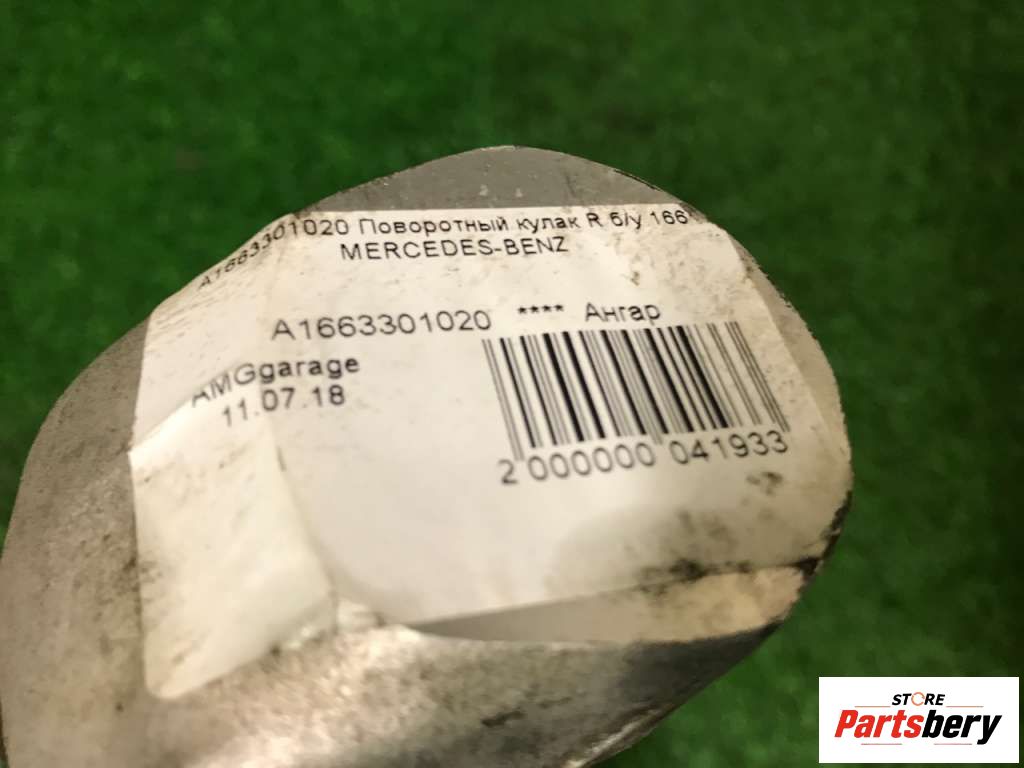 A1663301020 Поворотный кулак R б/у 166
MERCEDES-BENZ
A1663301020 **** Ангар
AMGgarage
11.07.18
2 000000 041933
STORE
Partsbery